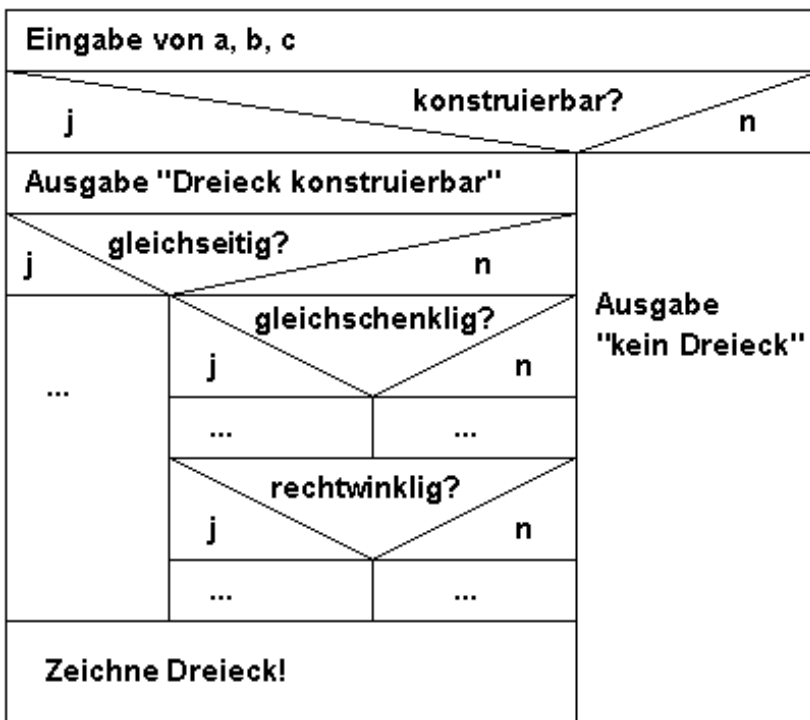 Eingabe von a, b, c
konstruierbar?
j
n
Ausgabe "Dreieck konstruierbar"
gleichseitig?
j
n
Ausgabe
"kein Dreieck"
...
gleichschenklig?
j
n
...
...
rechtwinklig?
j
n
...
...
Zeichne Dreieck!